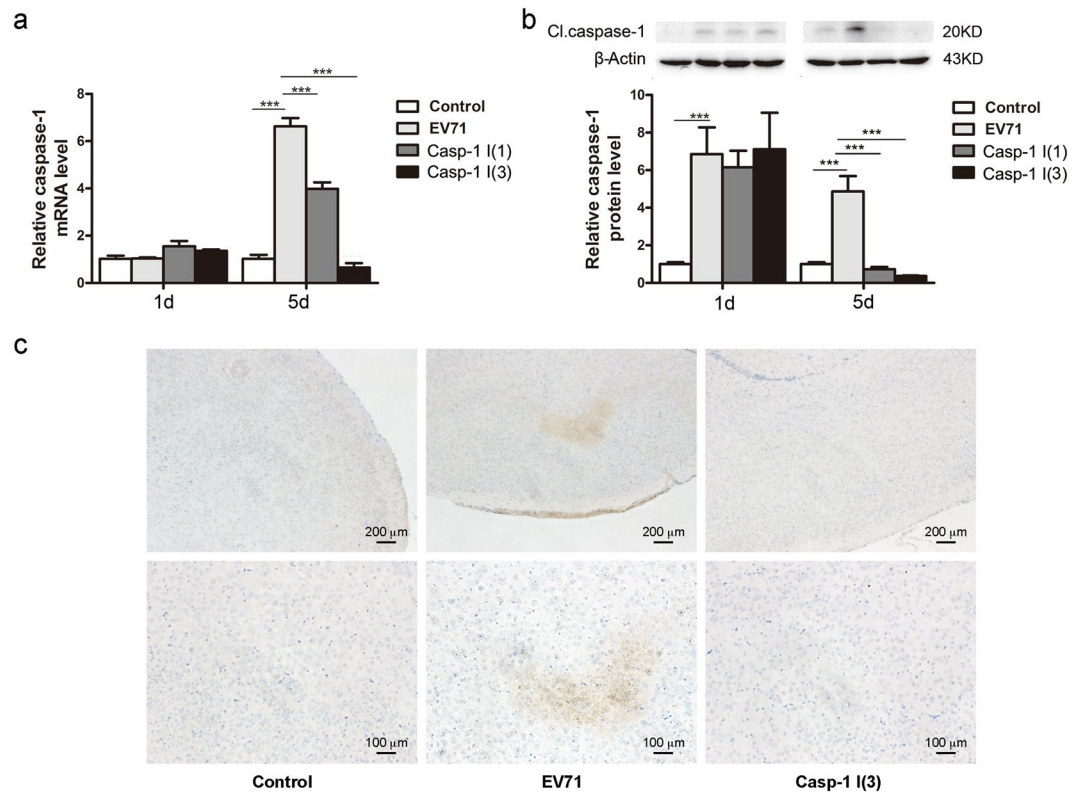 a
Relative caspase-1
mRNA level
8
6
4
2
0
***
***
***
1d
5d
Control
EV71
Casp-1 I(1)
Casp-1 I(3)
b
Cl.caspase-1
20KD
β-Actin
43KD
Relative caspase-1
protein level
10
8
6
4
2
0
***
***
***
***
1d
5d
Control
EV71
Casp-1 I(1)
Casp-1 I(3)
c
200 μm
200 μm
200 μm
100 μm
100 μm
100 μm
Control
EV71
Casp-1 I(3)